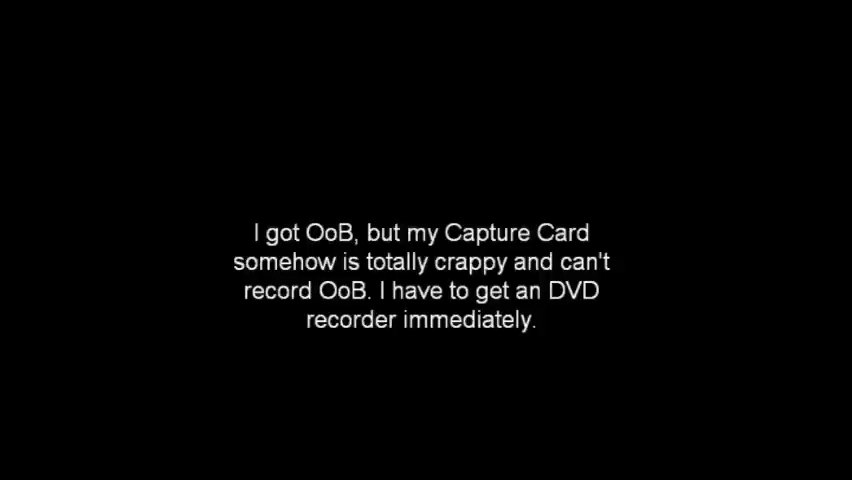 I got OoB, but my Capture Card
somehow is totally crappy and can't
record OoB. I have to get an DVD
recorder immediately.